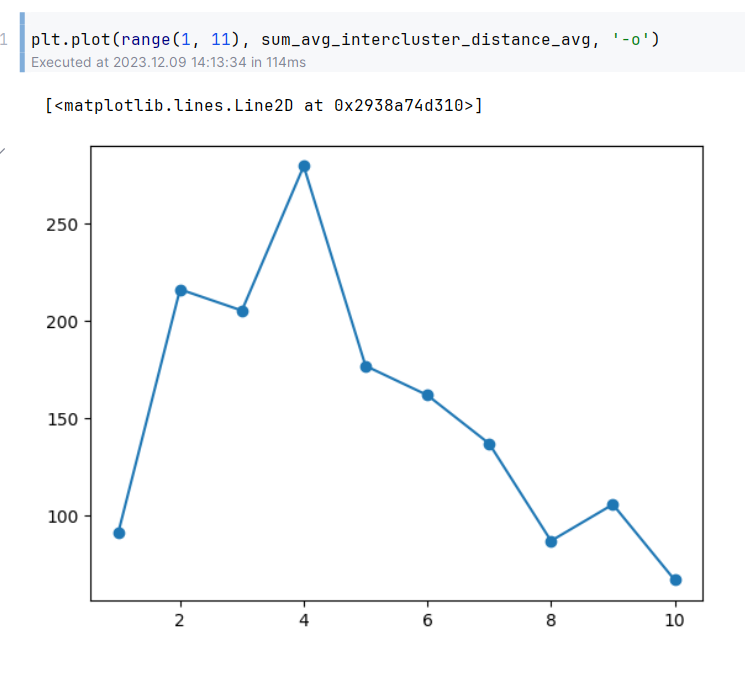 1 plt.plot(range(1, 11), sum_avg_intercluster_distance_avg, '-o')
Executed at 2023.12.09 14:13:34 in 114ms
[<matplotlib.lines.Line2D at 0x2938a74d310>]
250
200
150
100
2 4 6 8 10